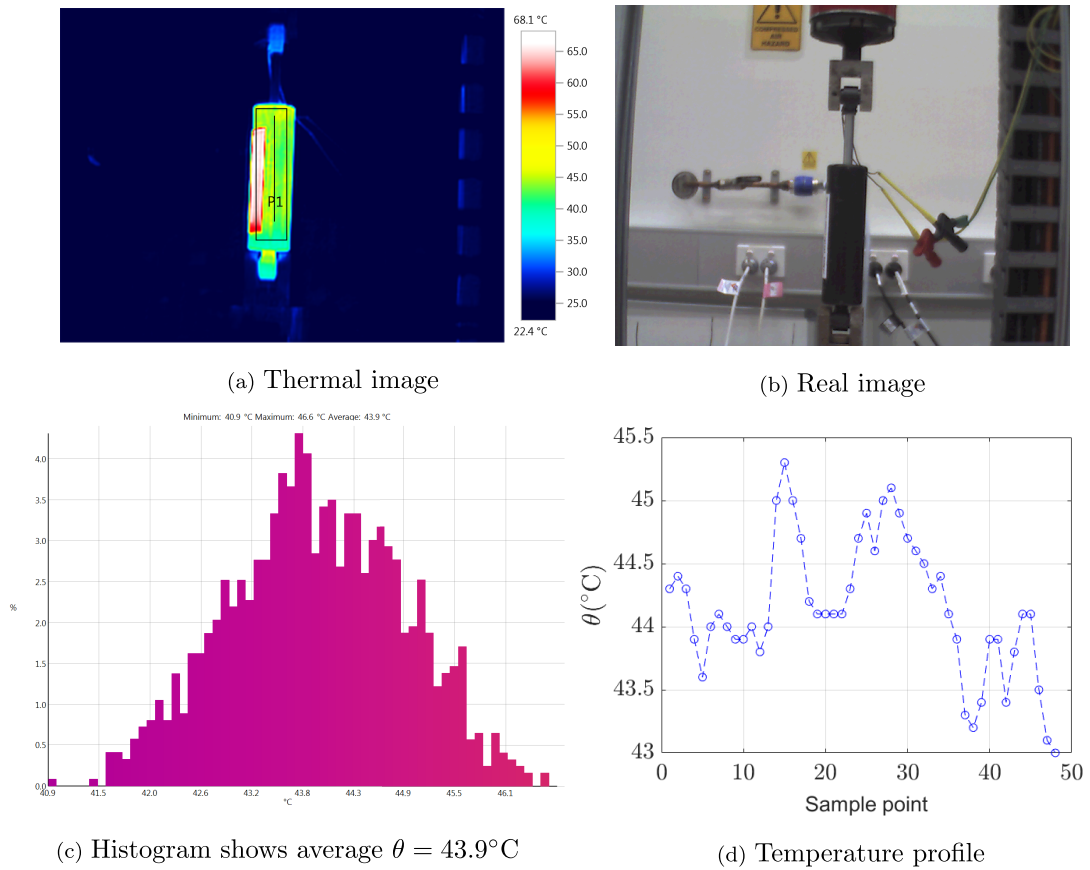 68.1 °C
65.0
60.0
55.0
50.0
45.0
40.0
35.0
30.0
25.0
22.4 °C
P1
COMPRESSED
AIR
HAZARD
(a) Thermal image
(b) Real image
Minimum: 40.9 °C Maximum: 46.6 °C Average: 43.9 °C
4.0
3.5
3.0
2.5
%
2.0
1.5
1.0
0.5
0.0
40.9 41.5 42.0 42.6 43.2 43.8 44.3 44.9 45.5 46.1
°C
45.5
45
44.5
θ(°C)
44
43.5
43
0 10 20 30 40 50
Sample point
(c) Histogram shows average θ = 43.9°C
(d) Temperature profile